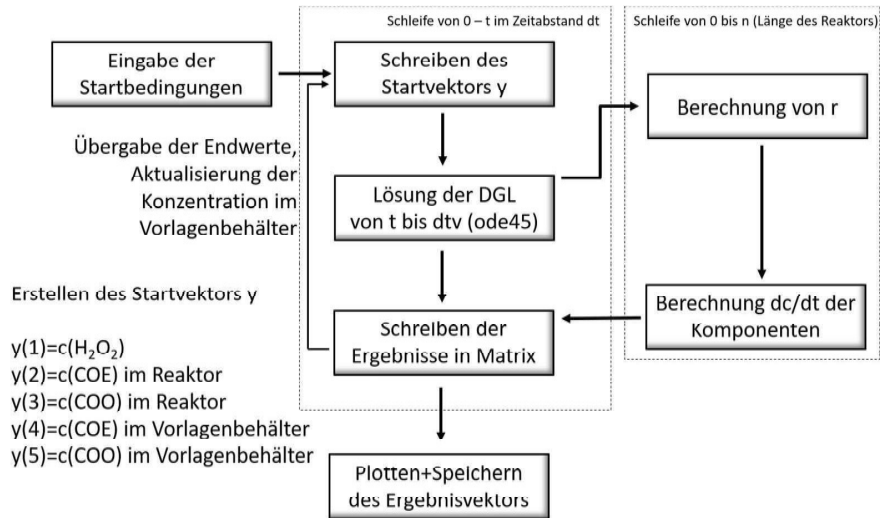 Schleife von 0 – t im Zeitabstand dt
Schleife von 0 bis n (Länge des Reaktors)
Eingabe der
Startbedingungen
Schreiben des
Startvektors y
Berechnung von r
Übergabe der Endwerte,
Aktualisierung der
Konzentration im
Vorlagenbehälter
Lösung der DGL
von t bis dtv (ode45)
Erstellen des Startvektors y
Schreiben der
Ergebnisse in Matrix
Berechnung dc/dt der
Komponenten
y(1)=c(H₂O₂)
y(2)=c(COE) im Reaktor
y(3)=c(COO) im Reaktor
y(4)=c(COE) im Vorlagenbehälter
y(5)=c(COO) im Vorlagenbehälter
Plotten+Speichern
des Ergebnisvektors